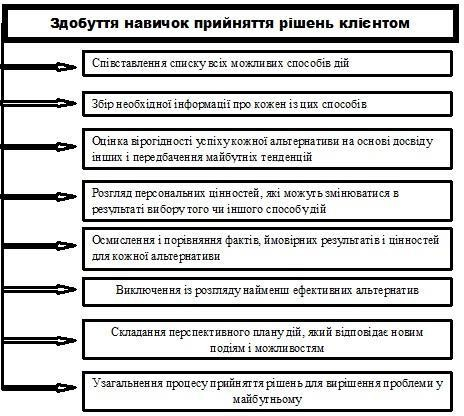 Здобуття навичок прийняття рішень клієнтом
Співставлення списку всіх можливих способів дій
Збір необхідної інформації про кожен із цих способів
Оцінка вірогідності успіху кожної альтернативи на основі досвіду
інших і передбачення майбутніх тенденцій
Розгляд персональних цінностей, які можуть змінюватися в
результаті вибору того чи іншого способу дій
Осмислення і порівняння фактів, ймовірних результатів і цінностей
для кожної альтернативи
Виключення із розгляду найменш ефективних альтернатив
Складання перспективного плану дій, який відповідає новим
подіям і можливостям
Узагальнення процесу прийняття рішень для вирішення проблеми у
майбутньому